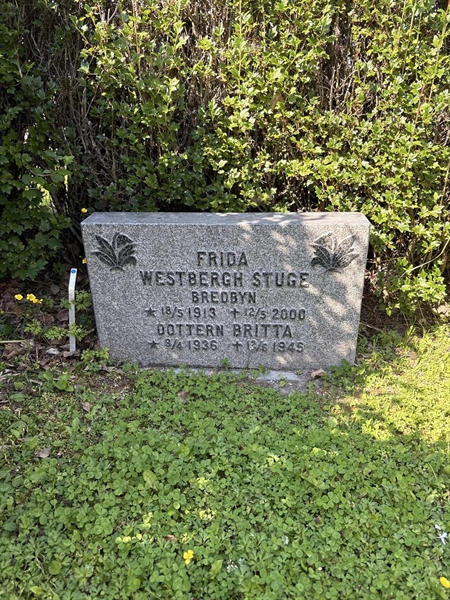 FRIDA
WESTBERGH STUGE
BREDBYN
* 18/5 1913 + 12/5 2000
DOTTERN BRITTA
* 9/4 1936 + 13/6 1945